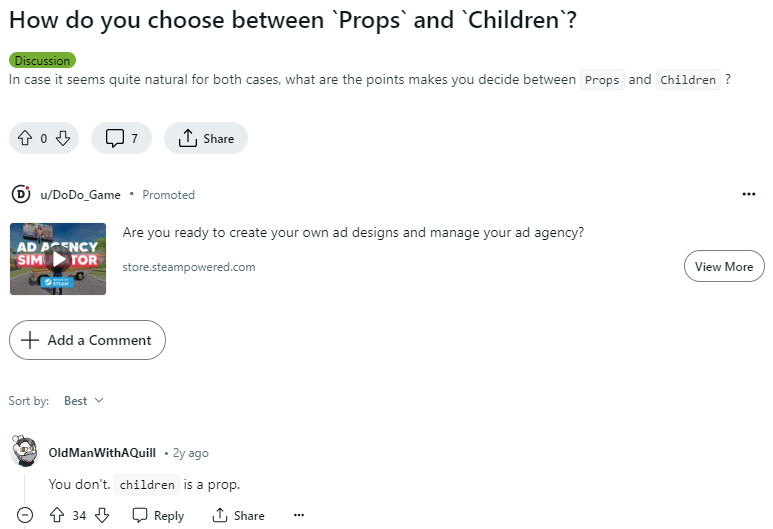 How do you choose between `Props` and `Children`?
Discussion
In case it seems quite natural for both cases, what are the points makes you decide between Props and Children ?
0
7
Share
u/DoDo_Game • Promoted
AD AGENCY
SIMULATOR
STEAM
Are you ready to create your own ad designs and manage your ad agency?
store.steampowered.com
View More
Add a Comment
Sort by: Best
OldManWithAQuill • 2y ago
You don't. children is a prop.
34
Reply
Share